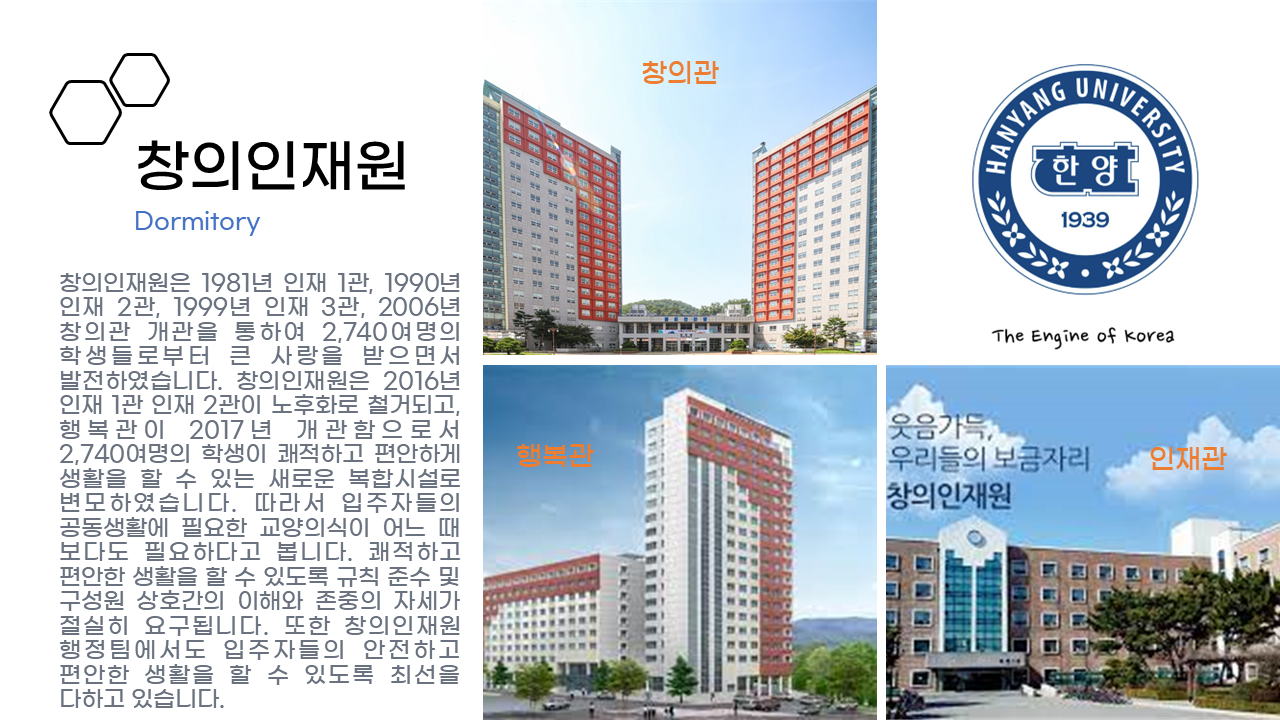 창의인재원
Dormitory
창의인재원은 1981년 인재 1관, 1990년
인재 2관, 1999년 인재 3관, 2006년
창의관 개관을 통하여 2,740여명의
학생들로부터 큰 사랑을 받으면서
발전하였습니다. 창의인재원은 2016년
인재 1관 인재 2관이 노후화로 철거되고,
행복관이 2017년 개관함으로서
2,740여명의 학생이 쾌적하고 편안하게
생활을 할 수 있는 새로운 복합시설로
변모하였습니다. 따라서 입주자들의
공동생활에 필요한 교양의식이 어느 때
보다도 필요하다고 봅니다. 쾌적하고
편안한 생활을 할 수 있도록 규칙 준수 및
구성원 상호간의 이해와 존중의 자세가
절실히 요구됩니다. 또한 창의인재원
행정팀에서도 입주자들의 안전하고
편안한 생활을 할 수 있도록 최선을
다하고 있습니다.
창의관
HANYANG UNIVERSITY
한양
1939
The Engine of Korea
행복관
웃음가득,
우리들의 보금자리
창의인재원
인재관